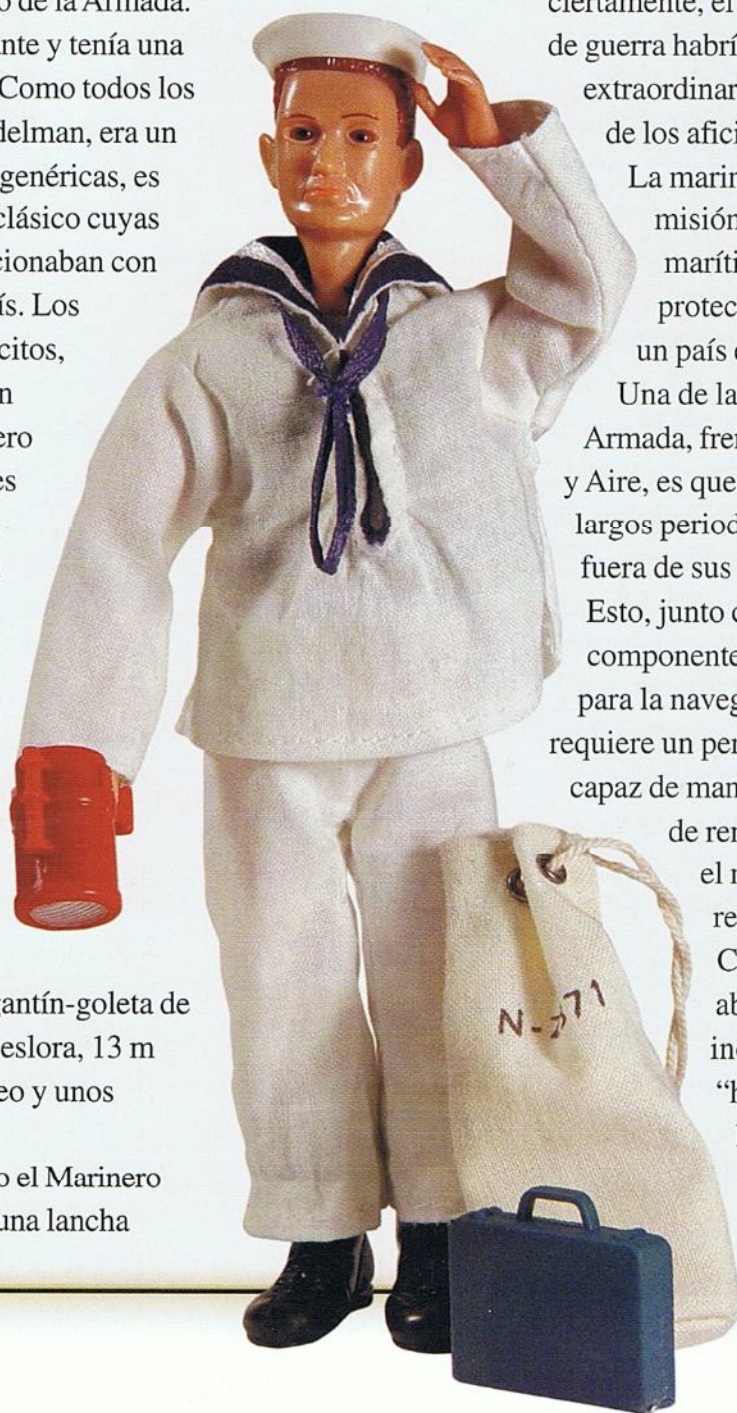 o de la Armada.
ante y tenía una
Como todos los
delman, era un
genéricas, es
clásico cuyas
cionaban con
ís. Los
citos,
n
ero
es
gantín-goleta de
eslora, 13 m
eo y unos
o el Marinero
una lancha
ciertamente, el
de guerra habrí
extraordinar
de los afici
La marin
misión
maríti
protec
un país
Una de la
Armada, fren
y Aire, es que
largos period
fuera de sus
Esto, junto
componente
para la naveg
requiere un per
capaz de man
de ren
el
re
C
ab
in
"h
N-771